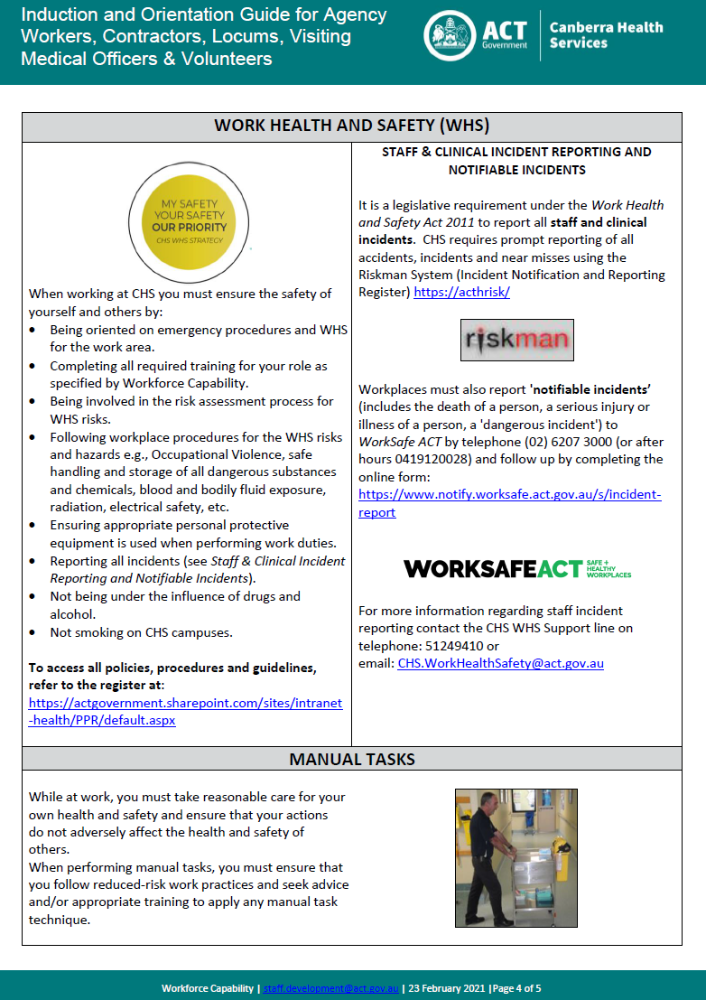 Induction and Orientation Guide for Agency
Workers, Contractors, Locums, Visiting
Medical Officers & Volunteers
ACT
Government
Canberra Health
Services
WORK HEALTH AND SAFETY (WHS)
MY SAFETY
YOUR SAFETY
OUR PRIORITY
CHS WHS STRATEGY
When working at CHS you must ensure the safety of
yourself and others by:
• Being oriented on emergency procedures and WHS
for the work area.
• Completing all required training for your role as
specified by Workforce Capability.
• Being involved in the risk assessment process for
WHS risks.
• Following workplace procedures for the WHS risks
and hazards e.g., Occupational Violence, safe
handling and storage of all dangerous substances
and chemicals, blood and bodily fluid exposure,
radiation, electrical safety, etc.
• Ensuring appropriate personal protective
equipment is used when performing work duties.
• Reporting all incidents (see Staff & Clinical Incident
Reporting and Notifiable Incidents).
• Not being under the influence of drugs and
alcohol.
• Not smoking on CHS campuses.
To access all policies, procedures and guidelines,
refer to the register at:
https://actgovernment.sharepoint.com/sites/intranet
-health/PPR/default.aspx
STAFF & CLINICAL INCIDENT REPORTING AND
NOTIFIABLE INCIDENTS
It is a legislative requirement under the Work Health
and Safety Act 2011 to report all staff and clinical
incidents.  CHS requires prompt reporting of all
accidents, incidents and near misses using the
Riskman System (Incident Notification and Reporting
Register) https://acthrisk/
riskman
Workplaces must also report 'notifiable incidents’
(includes the death of a person, a serious injury or
illness of a person, a 'dangerous incident') to
WorkSafe ACT by telephone (02) 6207 3000 (or after
hours 0419120028) and follow up by completing the
online form:
https://www.notify.worksafe.act.gov.au/s/incident-
report
WORKSAFEACT SAFE +
HEALTHY
WORKPLACES
For more information regarding staff incident
reporting contact the CHS WHS Support line on
telephone: 51249410 or
email: CHS.WorkHealthSafety@act.gov.au
MANUAL TASKS
While at work, you must take reasonable care for your
own health and safety and ensure that your actions
do not adversely affect the health and safety of
others.
When performing manual tasks, you must ensure that
you follow reduced-risk work practices and seek advice
and/or appropriate training to apply any manual task
technique.
Workforce Capability | staff.development@act.gov.au | 23 February 2021 |Page 4 of 5